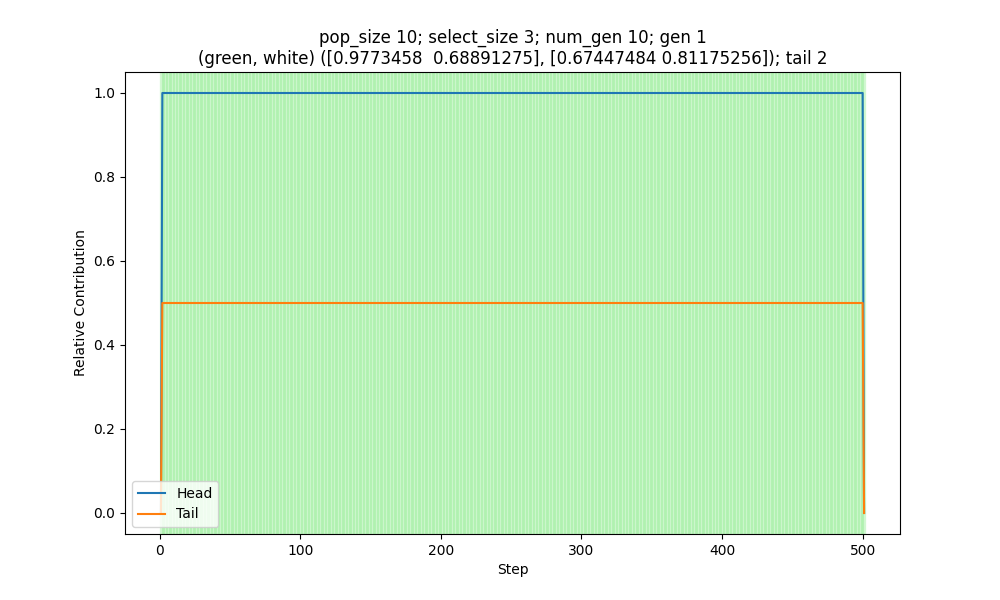 pop_size 10; select_size 3; num_gen 10; gen 1
(green, white) ([0.9773458  0.68891275], [0.67447484 0.81175256]); tail 2
1.0
0.8
0.6
0.4
0.2
0.0
Relative Contribution
Head
Tail
0 100 200 300 400 500
Step